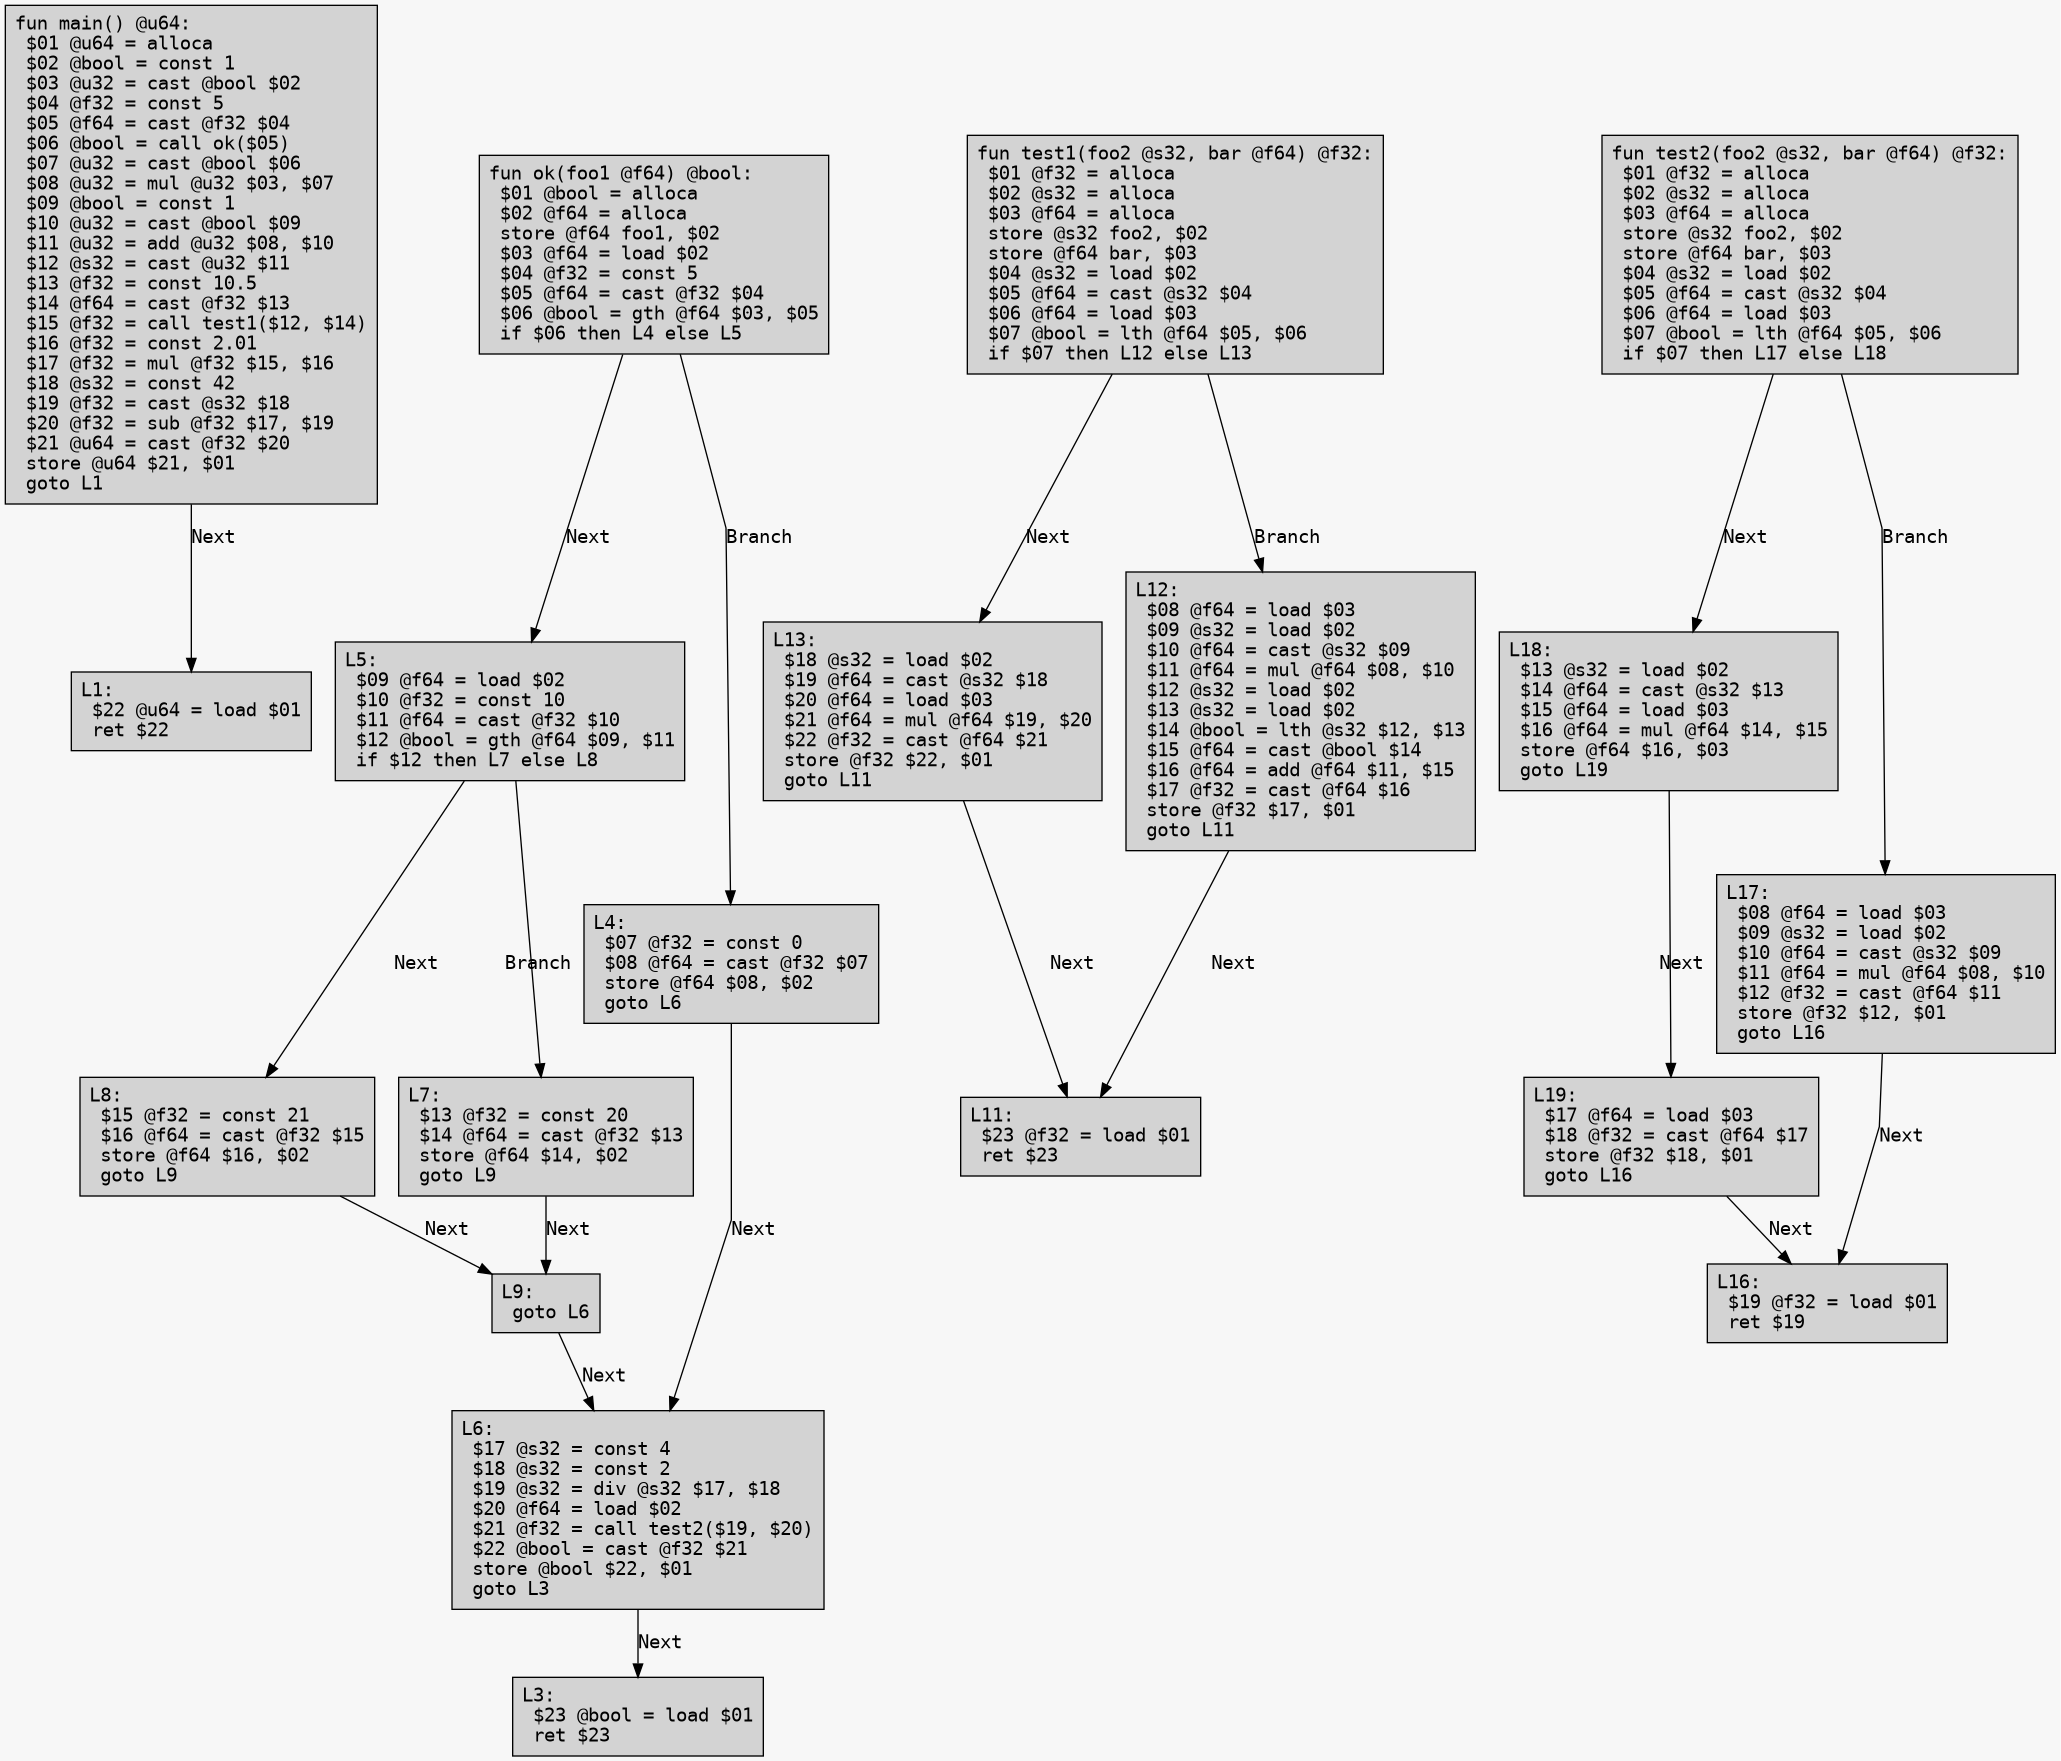 fun main() @u64:
$01 @u64 = alloca
$02 @bool = const 1
$03 @u32 = cast @bool $02
$04 @f32 = const 5
$05 @f64 = cast @f32 $04
$06 @bool = call ok($05)
$07 @u32 = cast @bool $06
$08 @u32 = mul @u32 $03, $07
$09 @bool = const 1
$10 @u32 = cast @bool $09
$11 @u32 = add @u32 $08, $10
$12 @s32 = cast @u32 $11
$13 @f32 = const 10.5
$14 @f64 = cast @f32 $13
$15 @f32 = call test1($12, $14)
$16 @f32 = const 2.01
$17 @f32 = mul @f32 $15, $16
$18 @s32 = const 42
$19 @f32 = cast @s32 $18
$20 @f32 = sub @f32 $17, $19
$21 @u64 = cast @f32 $20
store @u64 $21, $01
goto L1
Next
L1:
$22 @u64 = load $01
ret $22
fun ok(foo1 @f64) @bool:
$01 @bool = alloca
$02 @f64 = alloca
store @f64 foo1, $02
$03 @f64 = load $02
$04 @f32 = const 5
$05 @f64 = cast @f32 $04
$06 @bool = gth @f64 $03, $05
if $06 then L4 else L5
Next
Branch
L5:
$09 @f64 = load $02
$10 @f32 = const 10
$11 @f64 = cast @f32 $10
$12 @bool = gth @f64 $09, $11
if $12 then L7 else L8
Next
Branch
L4:
$07 @f32 = const 0
$08 @f64 = cast @f32 $07
store @f64 $08, $02
goto L6
L8:
$15 @f32 = const 21
$16 @f64 = cast @f32 $15
store @f64 $16, $02
goto L9
L7:
$13 @f32 = const 20
$14 @f64 = cast @f32 $13
store @f64 $14, $02
goto L9
Next
Next
Next
L9:
goto L6
Next
L6:
$17 @s32 = const 4
$18 @s32 = const 2
$19 @s32 = div @s32 $17, $18
$20 @f64 = load $02
$21 @f32 = call test2($19, $20)
$22 @bool = cast @f32 $21
store @bool $22, $01
goto L3
Next
L3:
$23 @bool = load $01
ret $23
fun test1(foo2 @s32, bar @f64) @f32:
$01 @f32 = alloca
$02 @s32 = alloca
$03 @f64 = alloca
store @s32 foo2, $02
store @f64 bar, $03
$04 @s32 = load $02
$05 @f64 = cast @s32 $04
$06 @f64 = load $03
$07 @bool = lth @f64 $05, $06
if $07 then L12 else L13
Next
Branch
L13:
$18 @s32 = load $02
$19 @f64 = cast @s32 $18
$20 @f64 = load $03
$21 @f64 = mul @f64 $19, $20
$22 @f32 = cast @f64 $21
store @f32 $22, $01
goto L11
L12:
$08 @f64 = load $03
$09 @s32 = load $02
$10 @f64 = cast @s32 $09
$11 @f64 = mul @f64 $08, $10
$12 @s32 = load $02
$13 @s32 = load $02
$14 @bool = lth @s32 $12, $13
$15 @f64 = cast @bool $14
$16 @f64 = add @f64 $11, $15
$17 @f32 = cast @f64 $16
store @f32 $17, $01
goto L11
Next
Next
L11:
$23 @f32 = load $01
ret $23
fun test2(foo2 @s32, bar @f64) @f32:
$01 @f32 = alloca
$02 @s32 = alloca
$03 @f64 = alloca
store @s32 foo2, $02
store @f64 bar, $03
$04 @s32 = load $02
$05 @f64 = cast @s32 $04
$06 @f64 = load $03
$07 @bool = lth @f64 $05, $06
if $07 then L17 else L18
Next
Branch
L18:
$13 @s32 = load $02
$14 @f64 = cast @s32 $13
$15 @f64 = load $03
$16 @f64 = mul @f64 $14, $15
store @f64 $16, $03
goto L19
Next
L17:
$08 @f64 = load $03
$09 @s32 = load $02
$10 @f64 = cast @s32 $09
$11 @f64 = mul @f64 $08, $10
$12 @f32 = cast @f64 $11
store @f32 $12, $01
goto L16
L19:
$17 @f64 = load $03
$18 @f32 = cast @f64 $17
store @f32 $18, $01
goto L16
Next
Next
L16:
$19 @f32 = load $01
ret $19